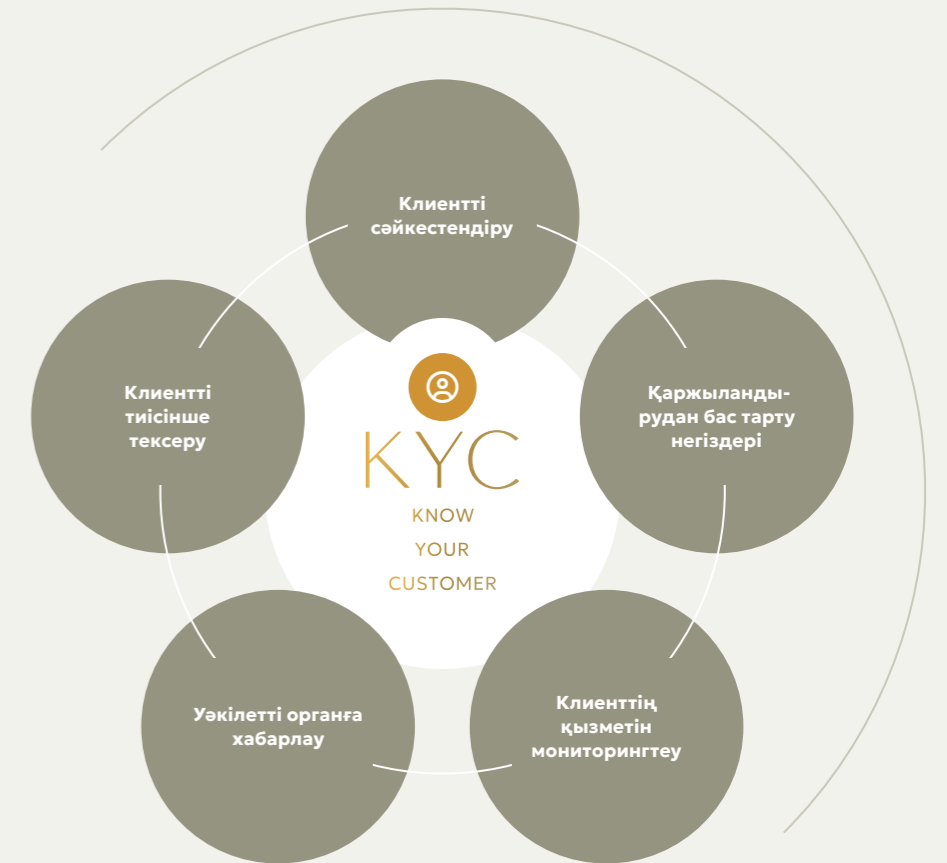 Клиентті
сәйкестендіру
Клиентті
тиісінше
тексеру
Қаржыланды-
рудан бас тарту
негіздері
KYC
KNOW
YOUR
CUSTOMER
Уәкілетті органға
хабарлау
Клиенттің
қызметін
мониторингтеу